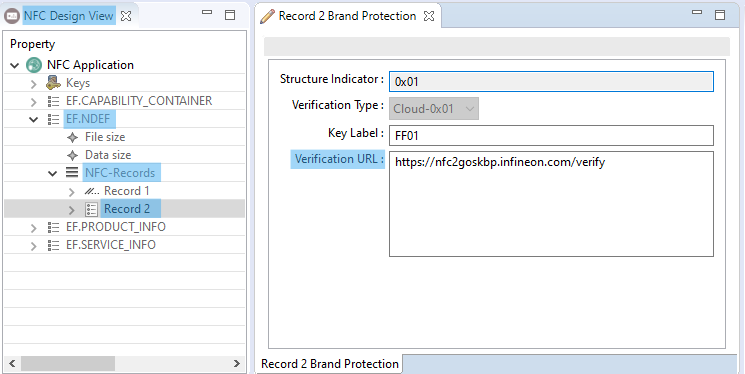 NFC Design View
Property
NFC Application
Keys
EF.CAPABILITY_CONTAINER
EF.NDEF
File size
Data size
NFC-Records
Record 1
Record 2
EF.PRODUCT_INFO
EF.SERVICE_INFO
Record 2 Brand Protection
Structure Indicator : 0x01
Verification Type : Cloud-0x01
Key Label : FF01
Verification URL : https://nfc2goskbp.infineon.com/verify
Record 2 Brand Protection